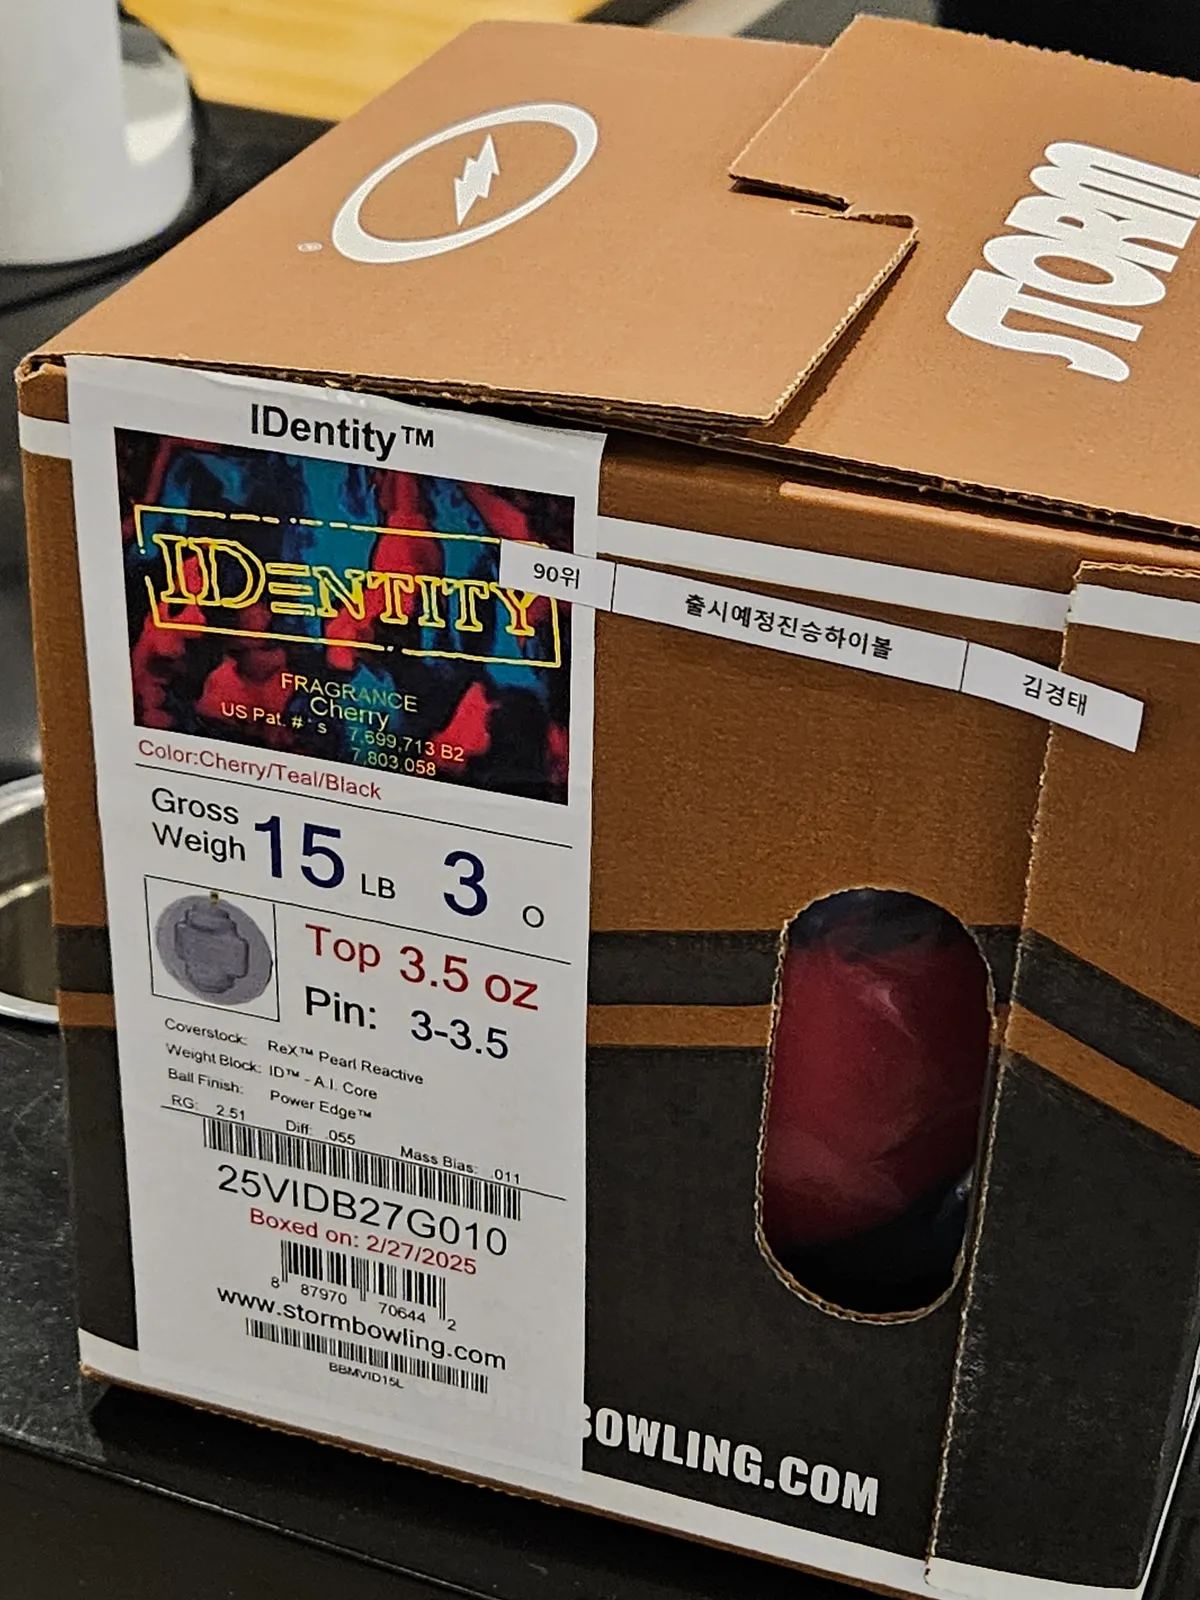 ®
STORM
IDentity™
IDENTITY
FRAGRANCE
Cherry
US Pat. #'s 7,699,713 B2
7,803,058
90위 출시예정진승하이볼 김경태
Color:Cherry/Teal/Black
Gross
Weigh 15 LB 3 O
Top 3.5 oz
Pin: 3-3.5
Coverstock: ReX™ Pearl Reactive
Weight Block: ID™ - A.I. Core
Ball Finish: Power Edge™
RG: 2.51 Diff: .055 Mass Bias: .011
25VIDB27G010
Boxed on: 2/27/2025
8 87970 70644 2
www.stormbowling.com
BBMVID15L
BOWLING.COM